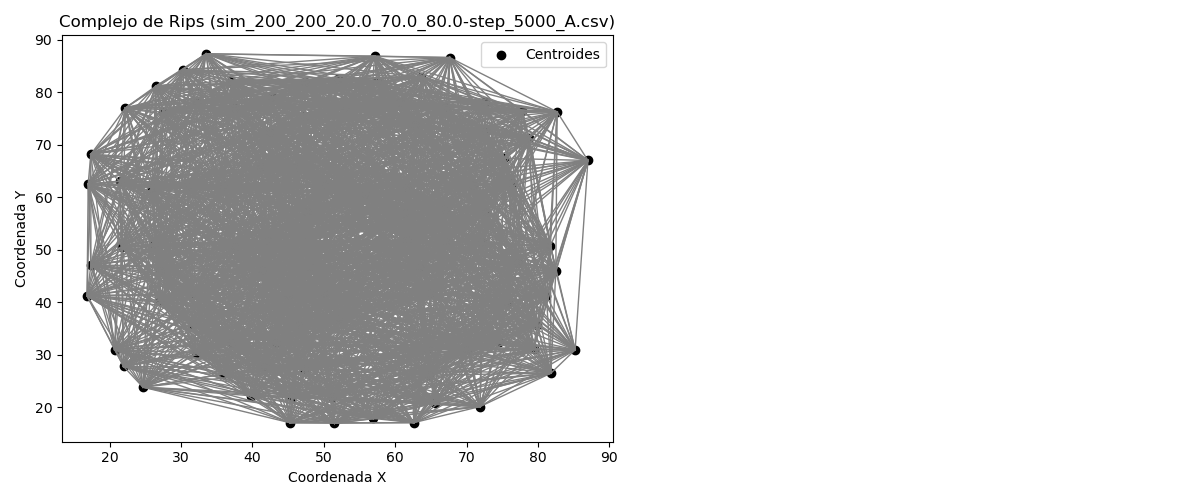 Complejo de Rips (sim_200_200_20.0_70.0_80.0-step_5000_A.csv)
Centroides
90
80
70
60
50
40
30
20
Coordenada Y
20 30 40 50 60 70 80 90
Coordenada X